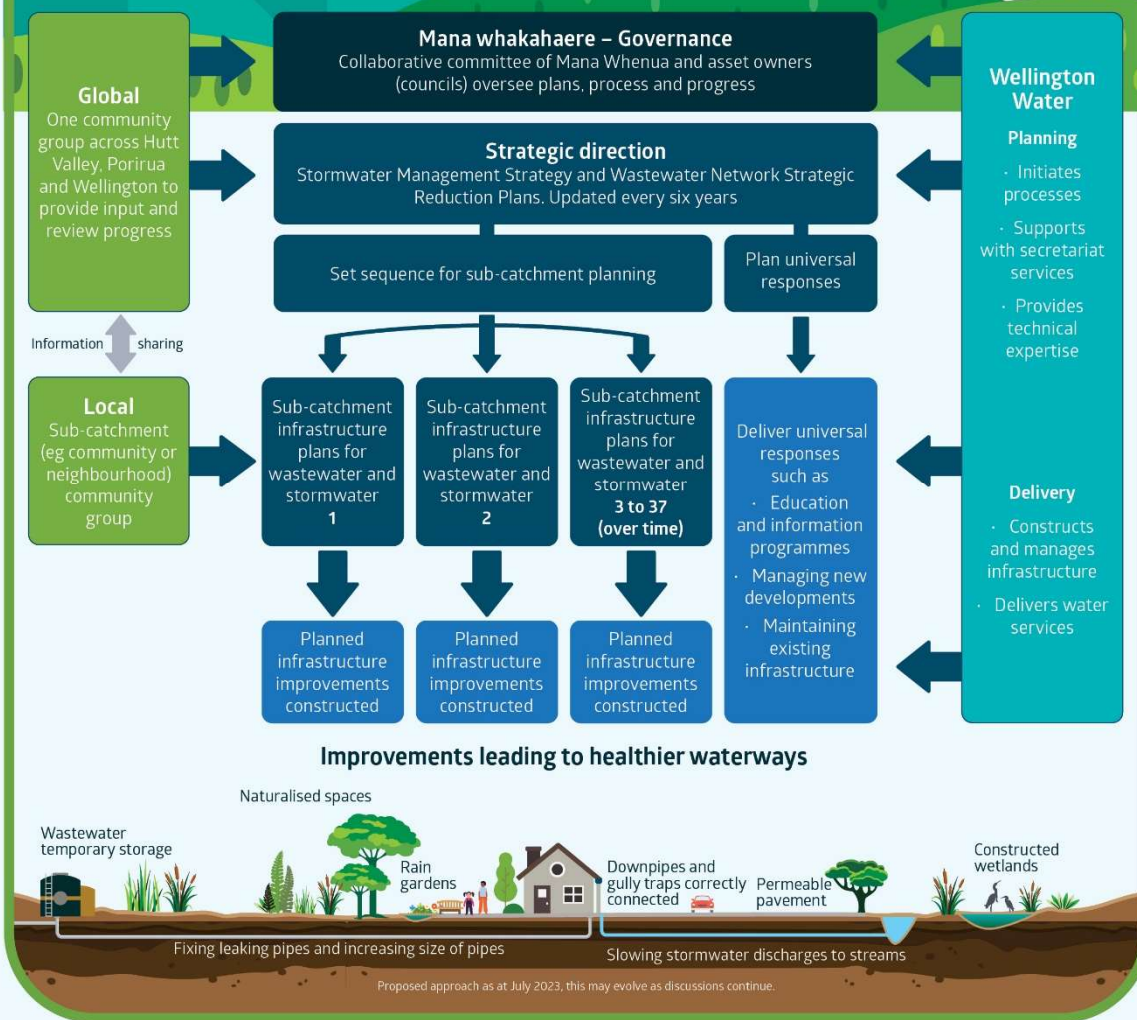 Mana whakahaere – Governance
Collaborative committee of Mana Whenua and asset owners
(councils) oversee plans, process and progress
Global
One community
group across Hutt
Valley, Porirua
and Wellington to
provide input and
review progress
Strategic direction
Stormwater Management Strategy and Wastewater Network Strategic
Reduction Plans. Updated every six years
Set sequence for sub-catchment planning
Plan universal
responses
Information sharing
Local
Sub-catchment
(eg community or
neighbourhood)
community
group
Sub-catchment
infrastructure
plans for
wastewater and
stormwater
1
Sub-catchment
infrastructure
plans for
wastewater and
stormwater
2
Sub-catchment
infrastructure
plans for
wastewater and
stormwater
3 to 37
(over time)
Deliver universal
responses
such as
· Education
and information
programmes
· Managing new
developments
· Maintaining
existing
infrastructure
Planned
infrastructure
improvements
constructed
Planned
infrastructure
improvements
constructed
Planned
infrastructure
improvements
constructed
Wellington
Water
Planning
· Initiates
processes
· Supports
with secretariat
services
· Provides
technical
expertise
Delivery
· Constructs
and manages
infrastructure
· Delivers water
services
Improvements leading to healthier waterways
Wastewater
temporary storage
Naturalised spaces
Rain
gardens
Downpipes and
gully traps correctly
connected
Permeable
pavement
Constructed
wetlands
Fixing leaking pipes and increasing size of pipes
Slowing stormwater discharges to streams
Proposed approach as at July 2023, this may evolve as discussions continue.